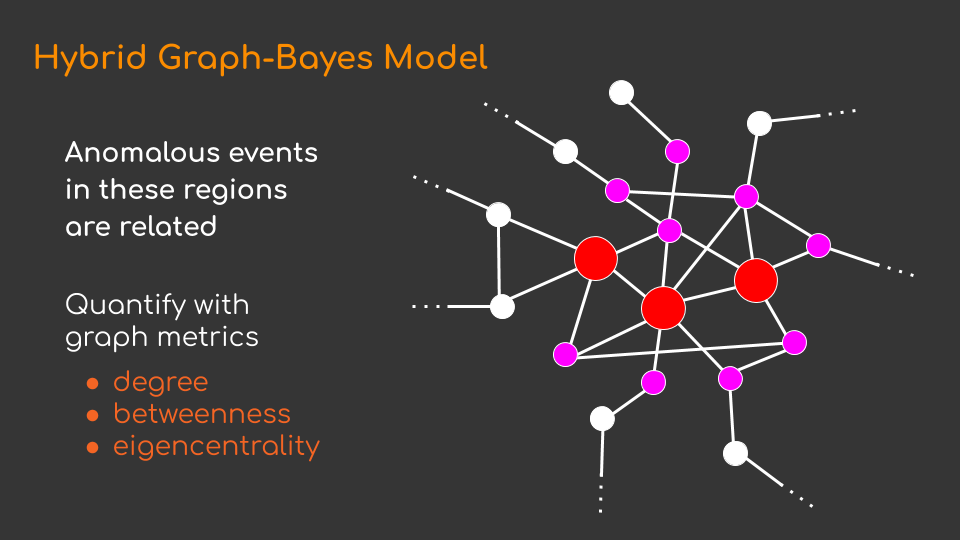 Hybrid Graph-Bayes Model
Anomalous events
in these regions
are related
Quantify with
graph metrics
● degree
● betweenness
● eigencentrality